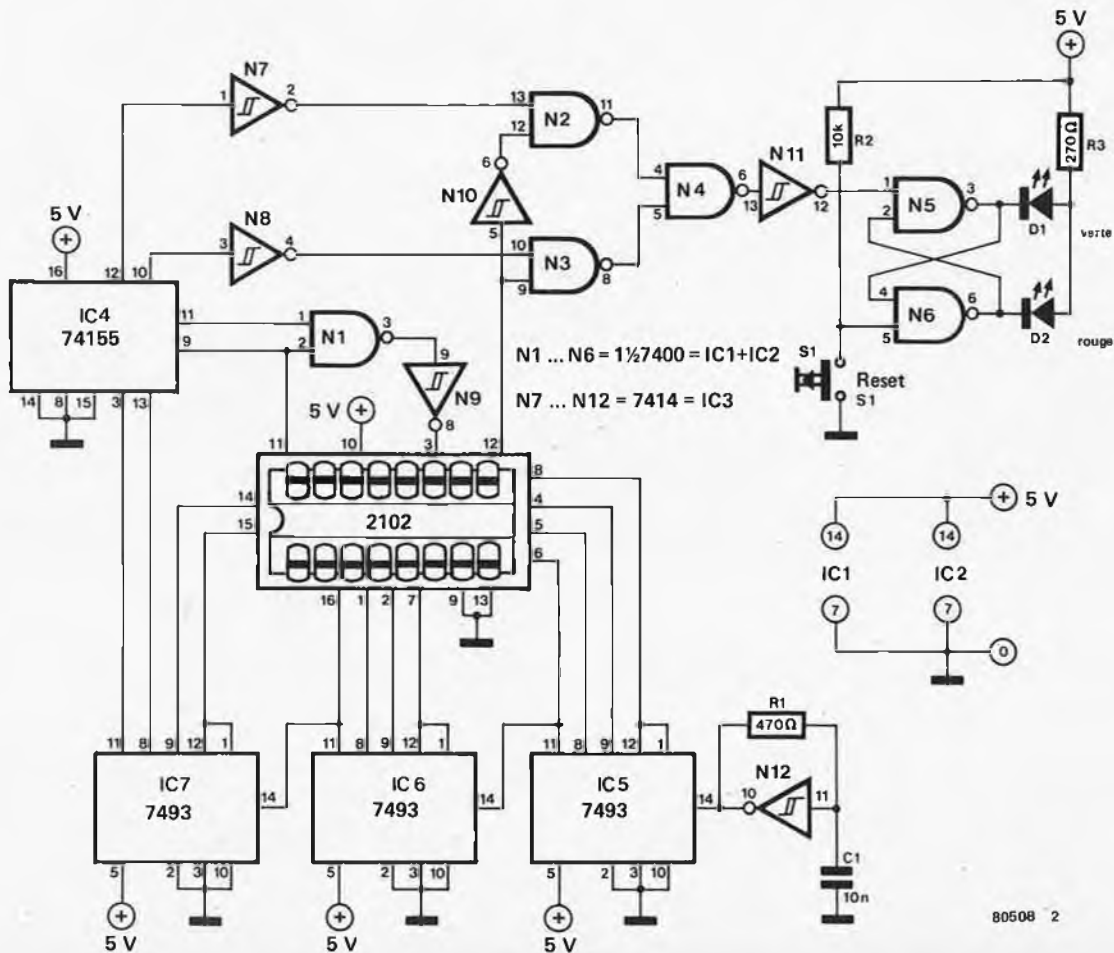 5 V
N7
1
2
13
12
N2
11
R2
10k
R3
270Ω
N10
6
5
4
5
N4
6
N11
13
12
1
2
N5
3
D1
verte
N8
3
4
10
9
N3
8
4
5
N6
6
D2
rouge
5 V
16
12
10
IC4
74155
11
9
1
2
N1
3
9
N9
8
N1 ... N6 = 1½7400 = IC1+IC2
N7 ... N12 = 7414 = IC3
S1
Reset
S1
14
8
15
3
13
5 V
11
10
3
12
14
15
2102
8
4
5
6
16
1
2
7
9
13
5 V
14
14
IC1
IC2
7
7
0
R1
470Ω
N12
10
11
C1
10n
11
8
9
12
1
IC7
7493
14
5
2
3
10
5 V
11
8
9
12
1
IC6
7493
14
5
2
3
10
5 V
11
8
9
12
1
IC5
7493
14
5
2
3
10
5 V
80508 2